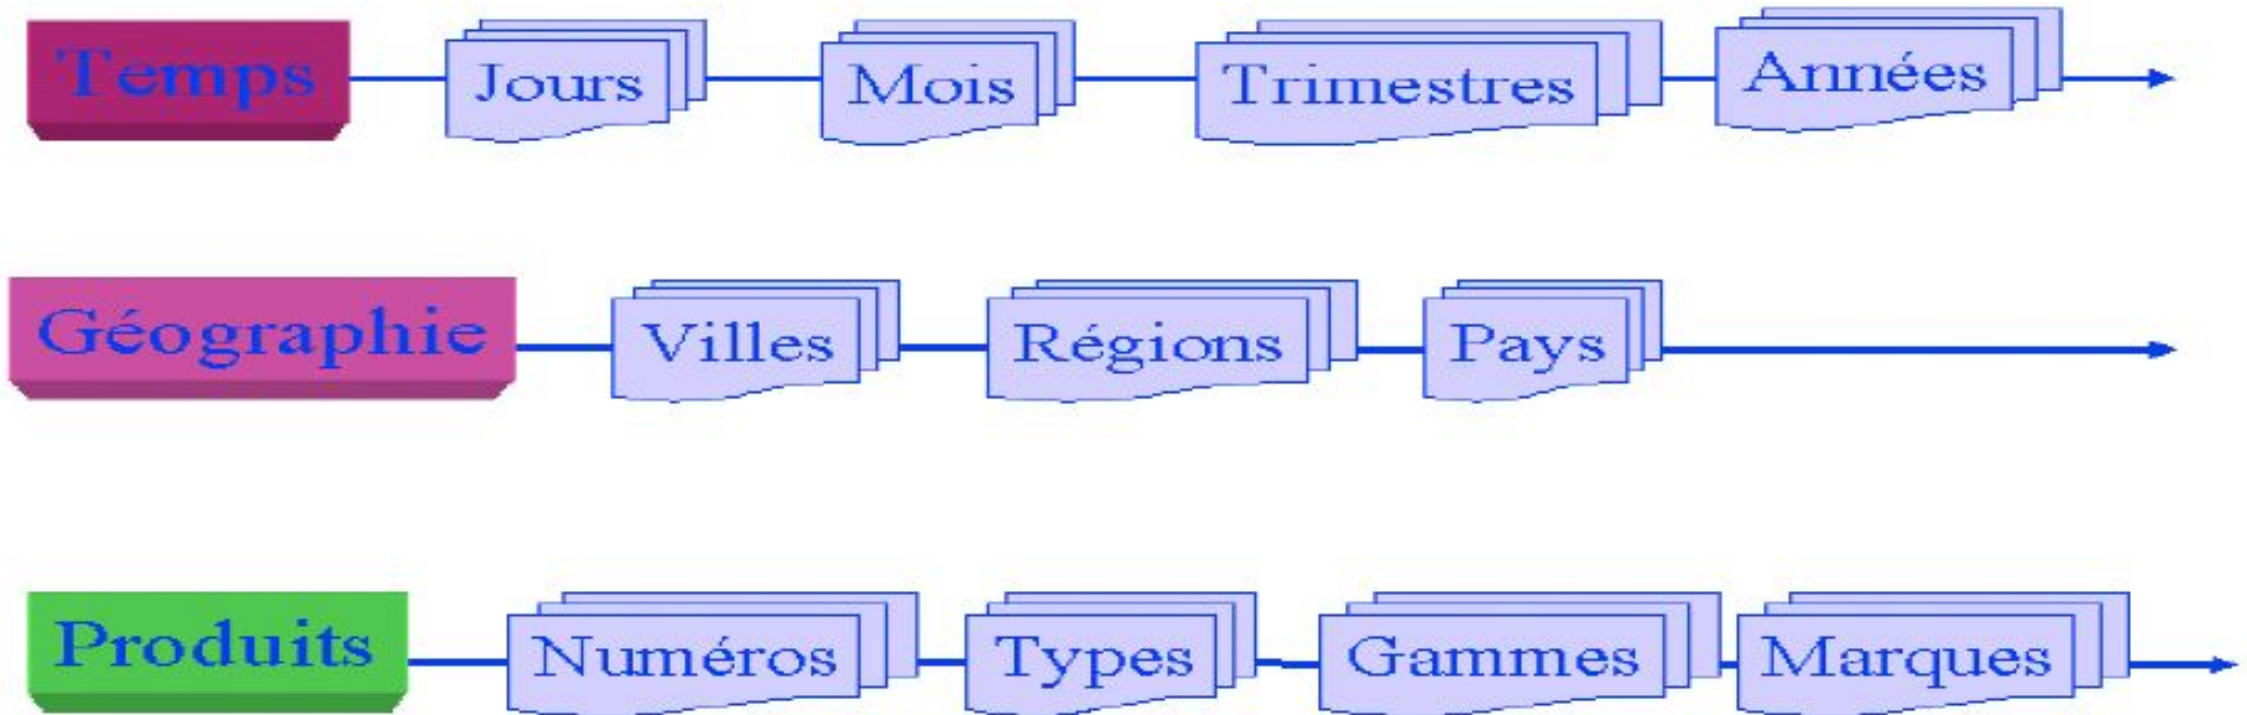 Temps Jours Mois Trimestres Années
Géographie Villes Régions Pays
Produits Numéros Types Gammes Marques